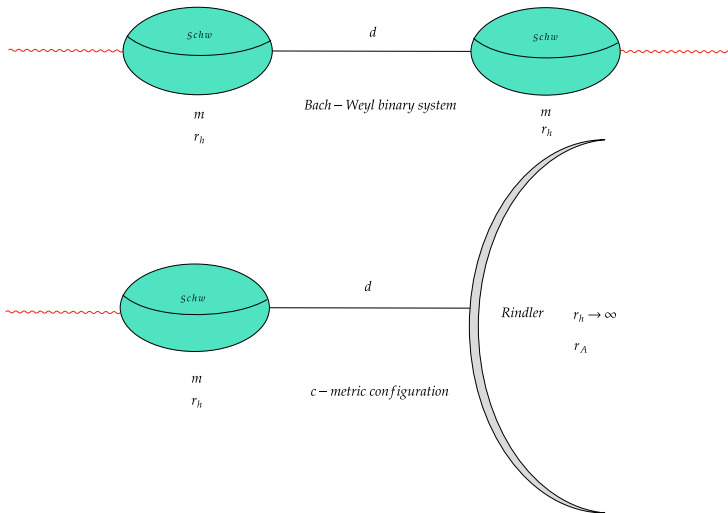 Schw
d
Schw
Bach − Weyl binary system
m
r_h
m
r_h
Schw
d
Rindler
r_h → ∞
r_A
m
r_h
c − metric configuration